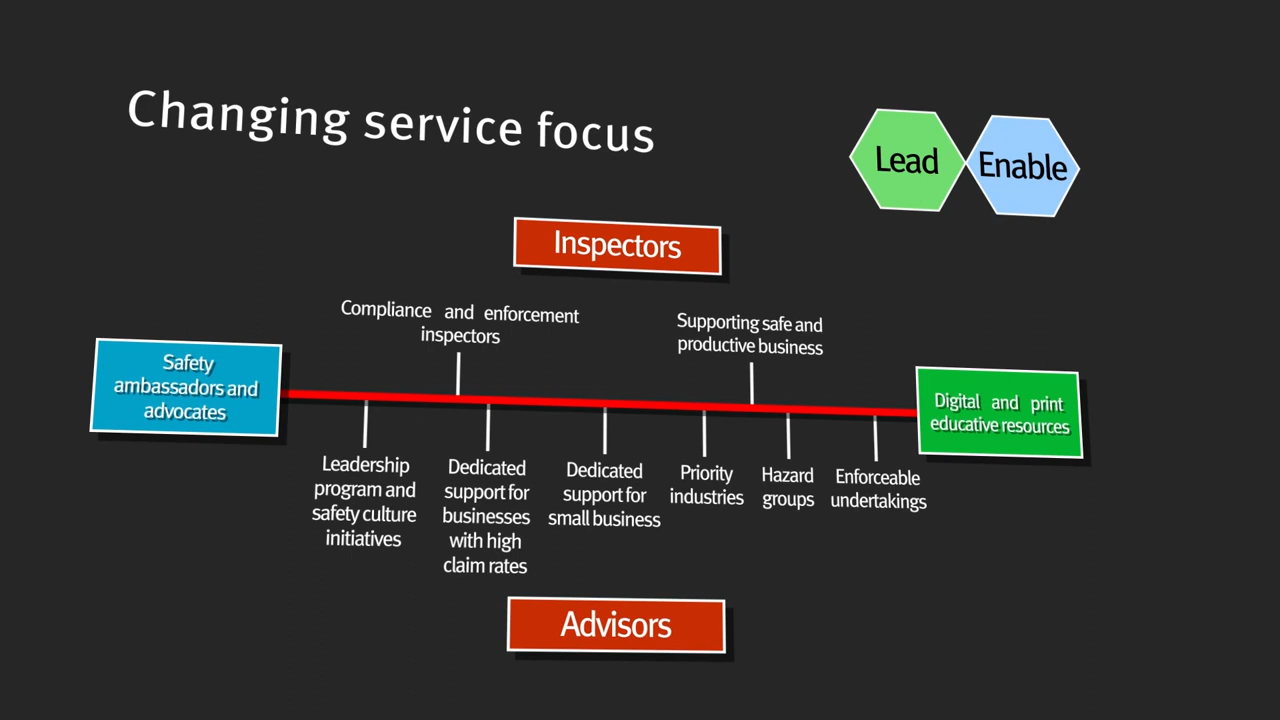 Changing service focus
Lead
Enable
Inspectors
Compliance and enforcement
inspectors
Supporting safe and
productive business
Safety
ambassadors and
advocates
Digital and print
educative resources
Leadership
program and
safety culture
initiatives
Dedicated
support for
businesses
with high
claim rates
Dedicated
support for
small business
Priority
industries
Hazard
groups
Enforceable
undertakings
Advisors